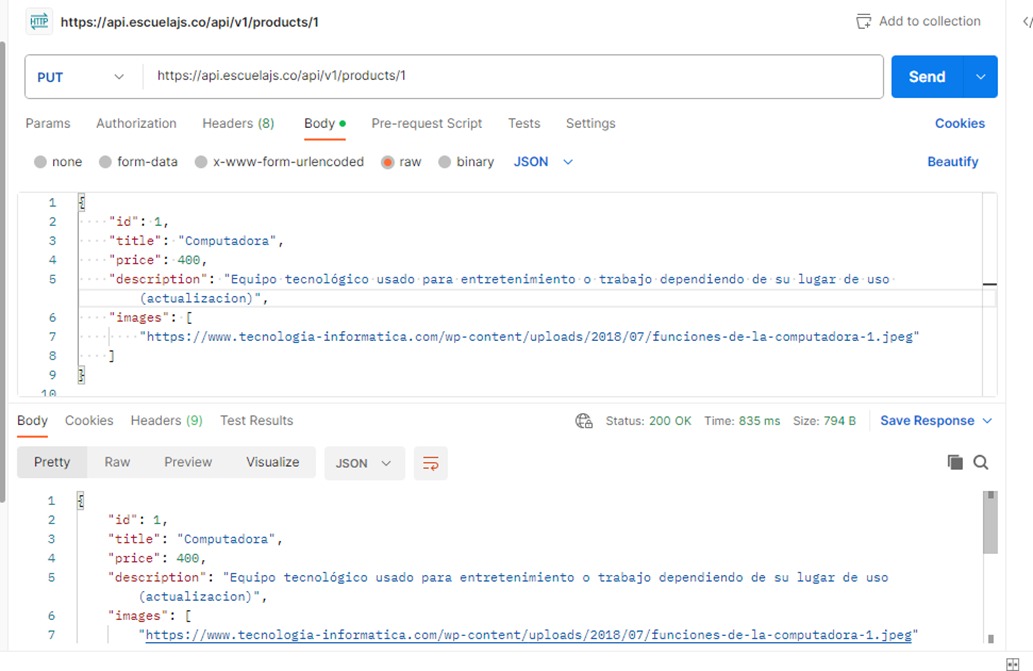 HTTP https://api.escuelajs.co/api/v1/products/1 Add to collection
PUT https://api.escuelajs.co/api/v1/products/1 Send
Params Authorization Headers (8) Body Pre-request Script Tests Settings Cookies
none form-data x-www-form-urlencoded raw binary JSON Beautify
1 {
2 "id": 1,
3 "title": "Computadora",
4 "price": 400,
5 "description": "Equipo tecnológico usado para entretenimiento o trabajo dependiendo de su lugar de uso
(actualizacion)",
6 "images": [
7 "https://www.tecnologia-informatica.com/wp-content/uploads/2018/07/funciones-de-la-computadora-1.jpeg"
8 ]
9 }
10
Body Cookies Headers (9) Test Results Status: 200 OK Time: 835 ms Size: 794 B Save Response
Pretty Raw Preview Visualize JSON
1 {
2 "id": 1,
3 "title": "Computadora",
4 "price": 400,
5 "description": "Equipo tecnológico usado para entretenimiento o trabajo dependiendo de su lugar de uso
(actualizacion)",
6 "images": [
7 "https://www.tecnologia-informatica.com/wp-content/uploads/2018/07/funciones-de-la-computadora-1.jpeg"